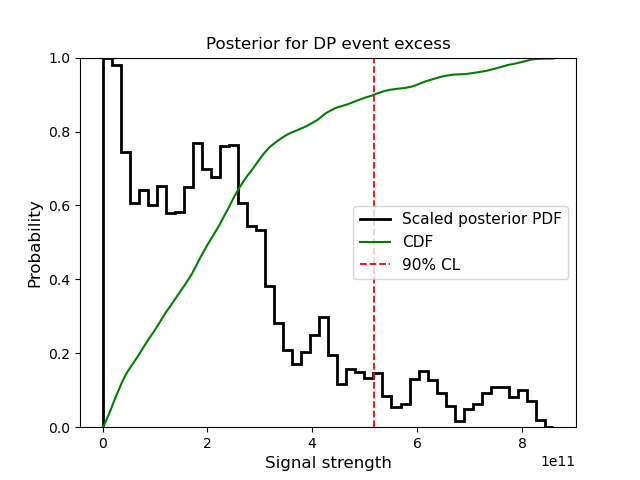 Posterior for DP event excess
Probability
1.0
0.8
0.6
0.4
0.2
0.0
Scaled posterior PDF
CDF
90% CL
0 2 4 6 8
1e11
Signal strength